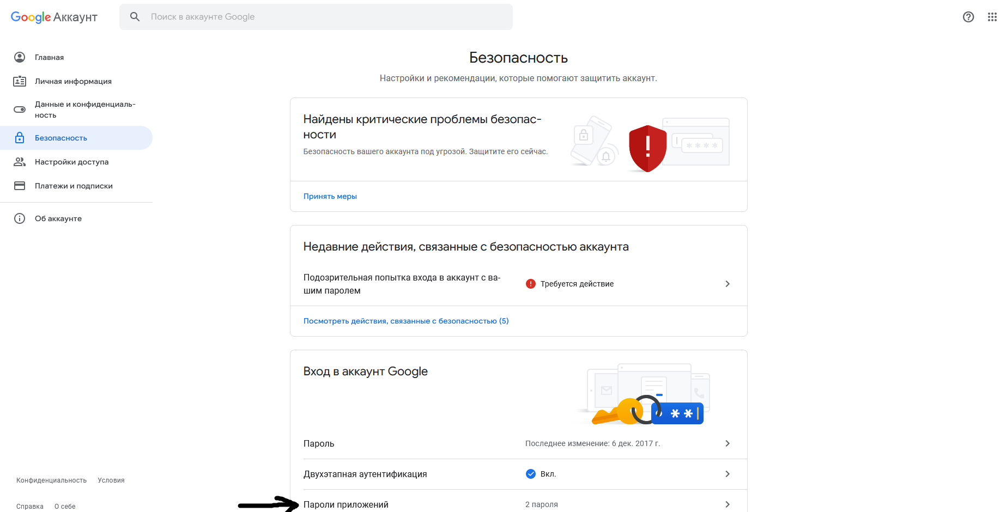 Google Аккаунт
Поиск в аккаунте Google
Главная
Личная информация
Данные и конфиденциаль-
ность
Безопасность
Настройки доступа
Платежи и подписки
Об аккаунте
Конфиденциальность Условия
Справка О себе
Безопасность
Настройки и рекомендации, которые помогают защитить аккаунт.
Найдены критические проблемы безопас-
ности
Безопасность вашего аккаунта под угрозой. Защитите его сейчас.
Принять меры
Недавние действия, связанные с безопасностью аккаунта
Подозрительная попытка входа в аккаунт с ва-
шим паролем
Требуется действие
Посмотреть действия, связанные с безопасностью (5)
Вход в аккаунт Google
Пароль
Последнее изменение: 6 дек. 2017 г.
Двухэтапная аутентификация
Вкл.
Пароли приложений
2 пароля